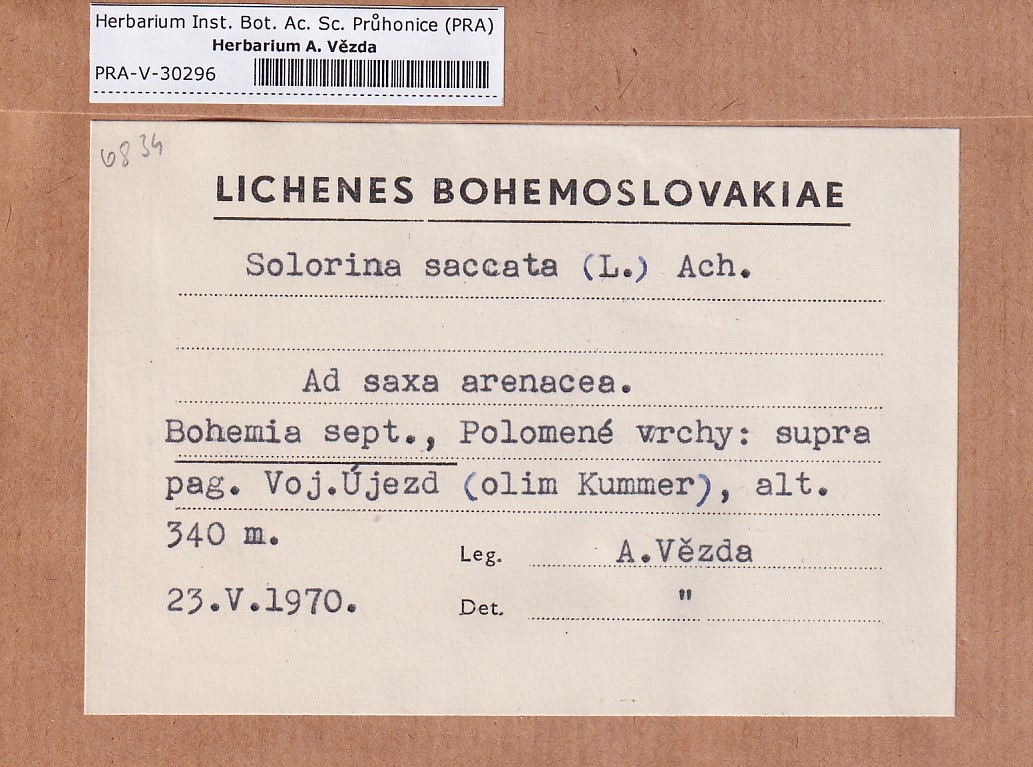 Herbarium Inst. Bot. Ac. Sc. Průhonice (PRA)
Herbarium A. Vězda
PRA-V-30296
6834
LICHENES BOHEMOSLOVAKIAE
Solorina saccata (L.) Ach.
Ad saxa arenacea.
Bohemia sept., Polomené vrchy: supra
pag. Voj.Újezd (olim Kummer), alt.
340 m.
Leg. A.Vězda
23.V.1970.
Det. "